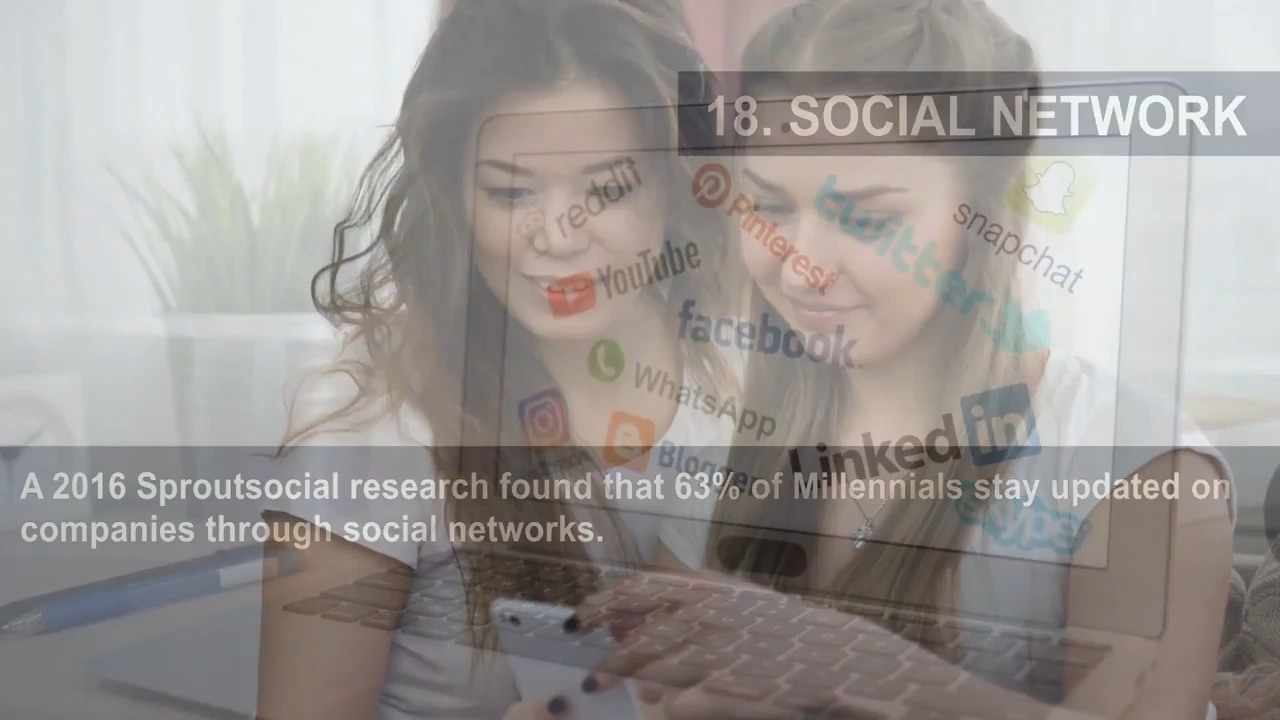 18. SOCIAL NETWORK
reddit
Pinterest
twitter
snapchat
YouTube
facebook.
WhatsApp
Blogger
Linked in
A 2016 Sproutsocial research found that 63% of Millennials stay updated on
companies through social networks.
skype